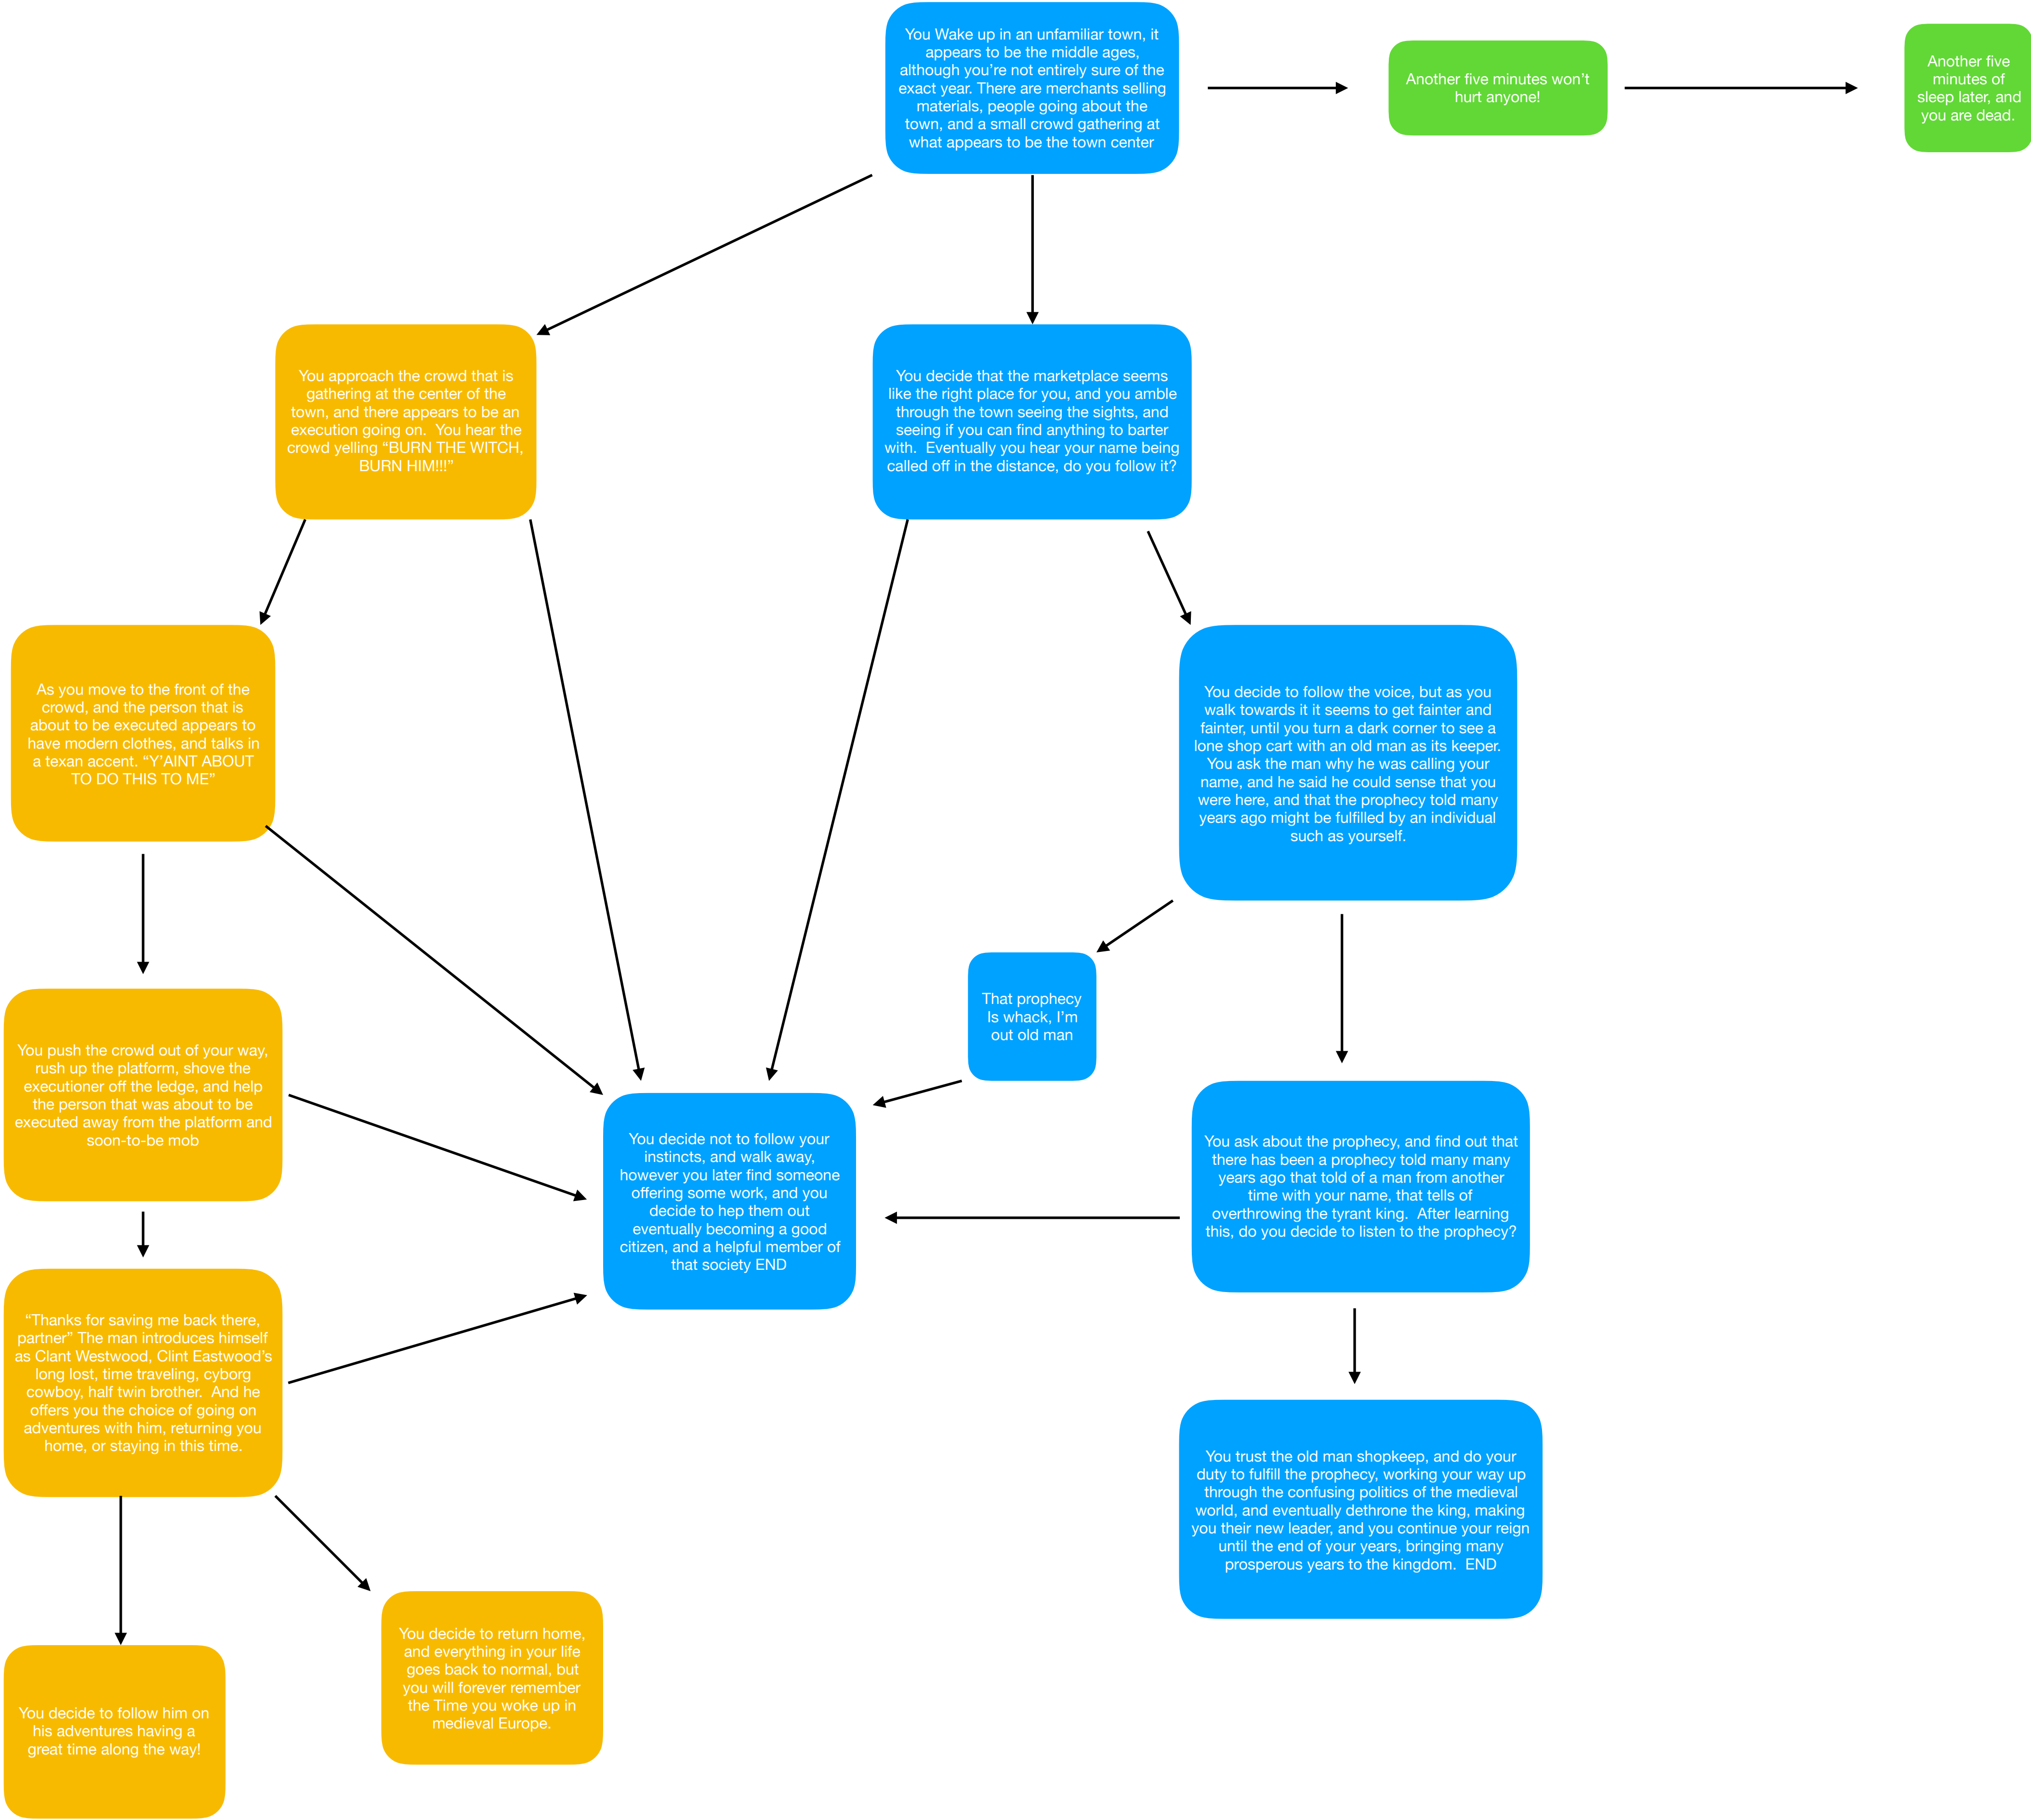 You Wake up in an unfamiliar town, it
appears to be the middle ages,
although you’re not entirely sure of the
exact year. There are merchants selling
materials, people going about the
town, and a small crowd gathering at
what appears to be the town center
Another five minutes won’t
hurt anyone!
Another five
minutes of
sleep later, and
you are dead.
You approach the crowd that is
gathering at the center of the
town, and there appears to be an
execution going on.  You hear the
crowd yelling “BURN THE WITCH,
BURN HIM!!!”
You decide that the marketplace seems
like the right place for you, and you amble
through the town seeing the sights, and
seeing if you can find anything to barter
with.  Eventually you hear your name being
called off in the distance, do you follow it?
As you move to the front of the
crowd, and the person that is
about to be executed appears to
have modern clothes, and talks in
a texan accent. “Y’AINT ABOUT
TO DO THIS TO ME”
You decide to follow the voice, but as you
walk towards it it seems to get fainter and
fainter, until you turn a dark corner to see a
lone shop cart with an old man as its keeper.
You ask the man why he was calling your
name, and he said he could sense that you
were here, and that the prophecy told many
years ago might be fulfilled by an individual
such as yourself.
That prophecy
Is whack, I’m
out old man
You push the crowd out of your way,
rush up the platform, shove the
executioner off the ledge, and help
the person that was about to be
executed away from the platform and
soon-to-be mob
You decide not to follow your
instincts, and walk away,
however you later find someone
offering some work, and you
decide to hep them out
eventually becoming a good
citizen, and a helpful member of
that society END
You ask about the prophecy, and find out that
there has been a prophecy told many many
years ago that told of a man from another
time with your name, that tells of
overthrowing the tyrant king.  After learning
this, do you decide to listen to the prophecy?
“Thanks for saving me back there,
partner” The man introduces himself
as Clant Westwood, Clint Eastwood’s
long lost, time traveling, cyborg
cowboy, half twin brother.  And he
offers you the choice of going on
adventures with him, returning you
home, or staying in this time.
You trust the old man shopkeep, and do your
duty to fulfill the prophecy, working your way up
through the confusing politics of the medieval
world, and eventually dethrone the king, making
you their new leader, and you continue your reign
until the end of your years, bringing many
prosperous years to the kingdom.  END
You decide to return home,
and everything in your life
goes back to normal, but
you will forever remember
the Time you woke up in
medieval Europe.
You decide to follow him on
his adventures having a
great time along the way!